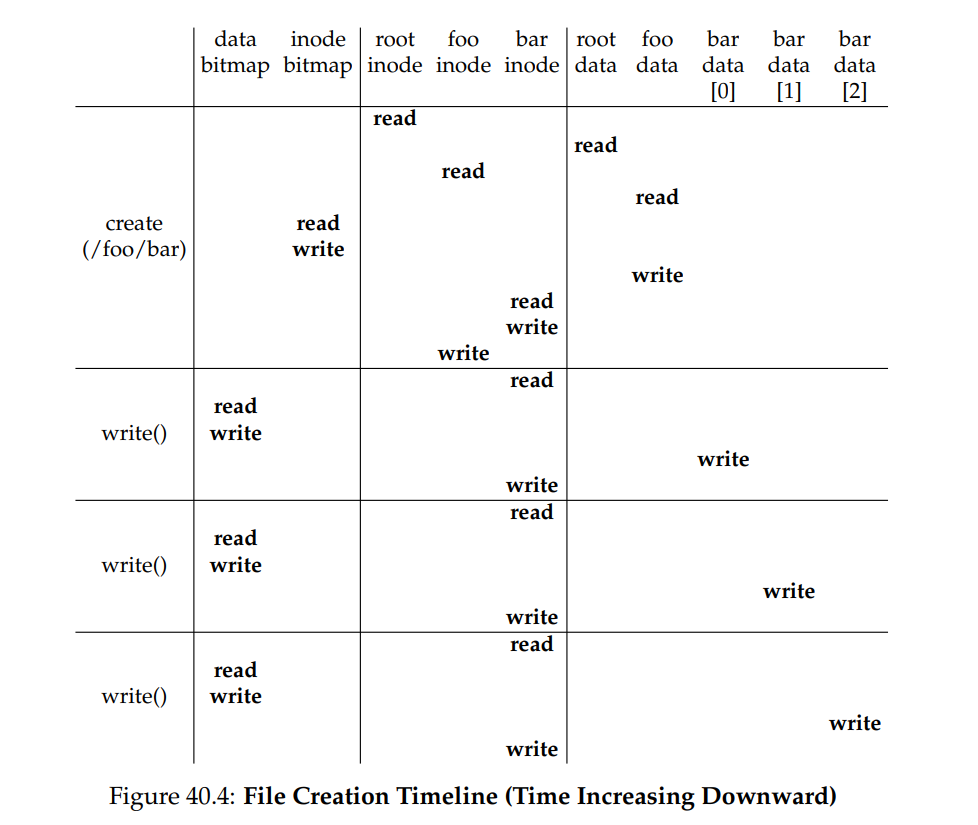 data inode root foo bar root foo bar bar bar
bitmap bitmap inode inode inode data data data data data
[0] [1] [2]
read
read
read
read
create read
(/foo/bar) write
write
read
write
write
read
read
write() write
write
write
read
read
write() write
write
write
read
read
write() write
write
write
Figure 40.4: File Creation Timeline (Time Increasing Downward)